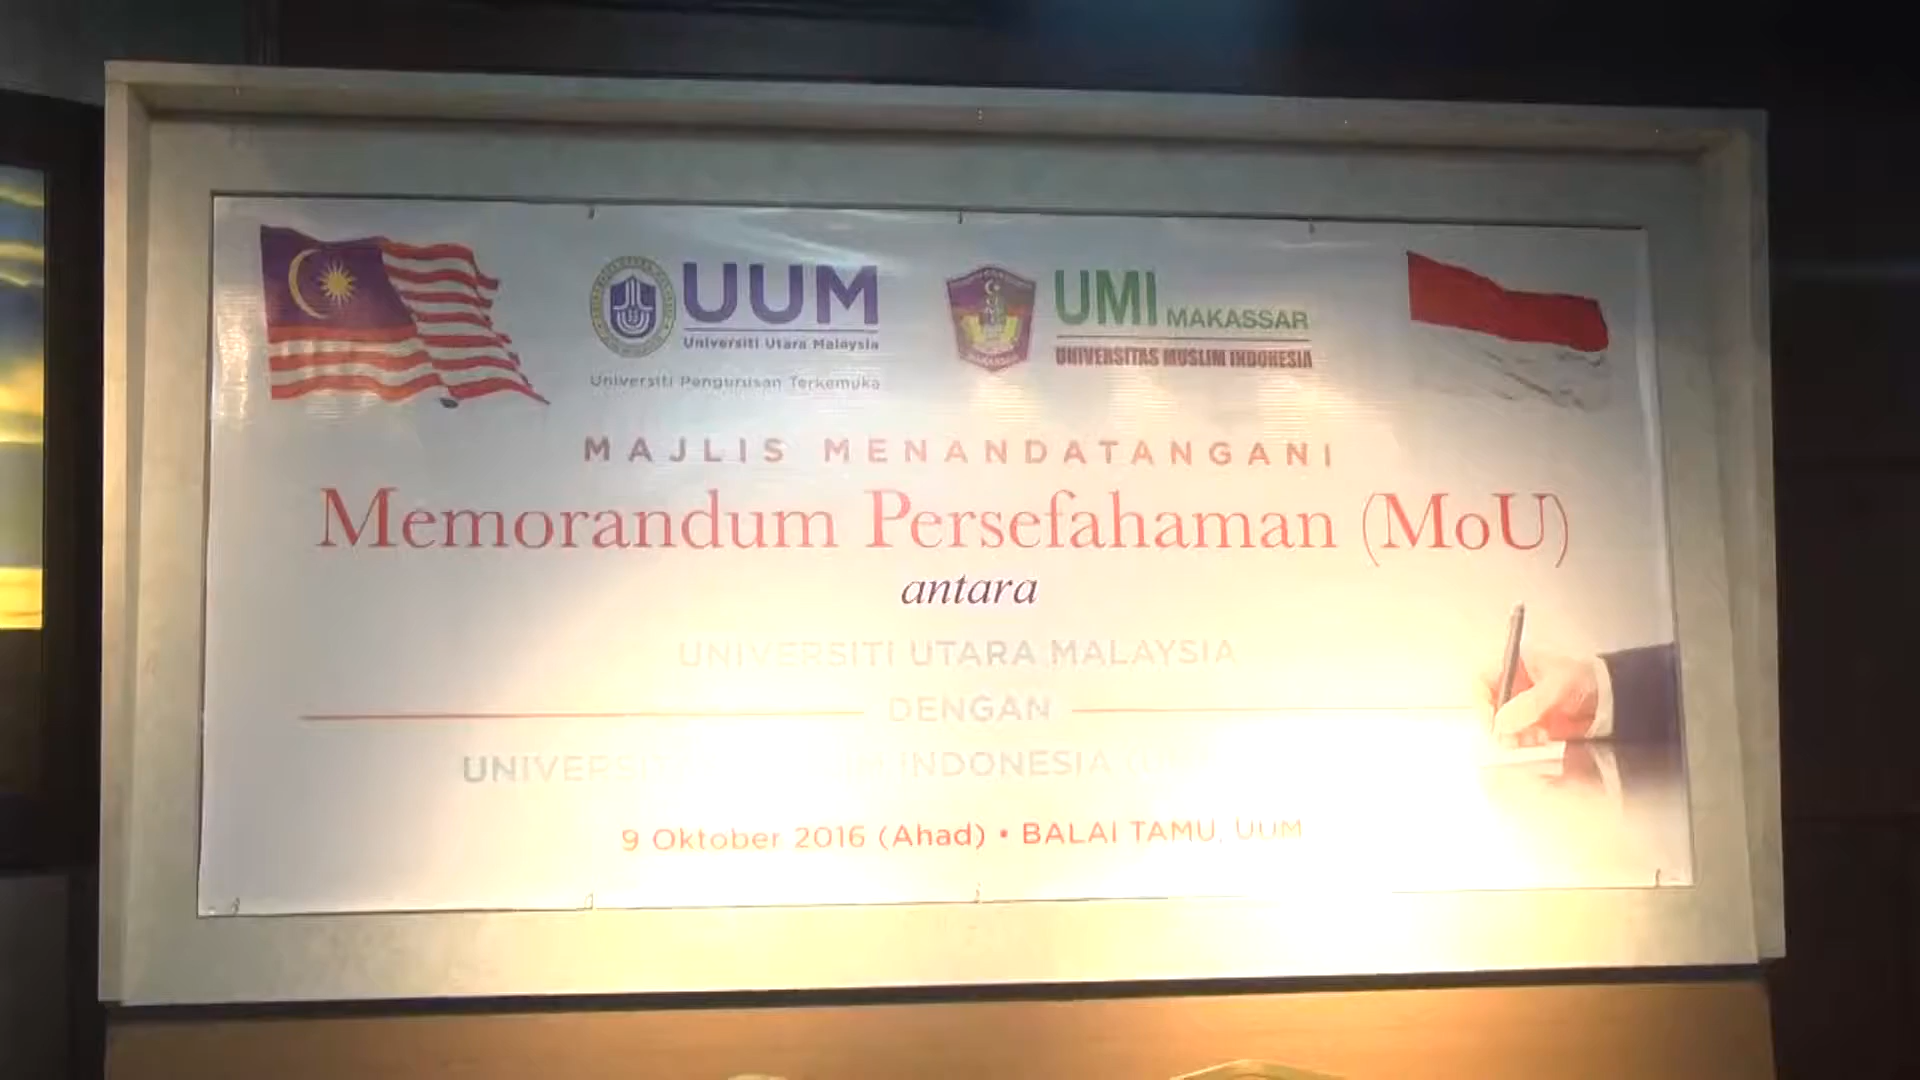 UUM
Universiti Utara Malaysia
Universiti Pengurusan Terkemuka
UMI MAKASSAR
UNIVERSITAS MUSLIM INDONESIA
MAJLIS MENANDATANGANI
Memorandum Persefahaman (MoU)
antara
UNIVERSITI UTARA MALAYSIA
DENGAN
INDONESIA
9 Oktober 2016 (Ahad) • BALAI TAMU, UUM